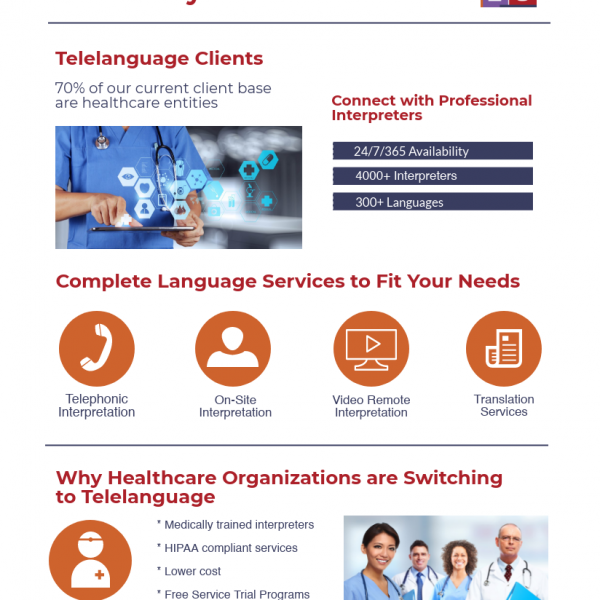 Telelanguage Clients
70% of our current client base
are healthcare entities
Connect with Professional
Interpreters
24/7/365 Availability
4000+ Interpreters
300+ Languages
Complete Language Services to Fit Your Needs
Telephonic
Interpretation
On-Site
Interpretation
Video Remote
Interpretation
Translation
Services
Why Healthcare Organizations are Switching
to Telelanguage
* Medically trained interpreters
* HIPAA compliant services
* Lower cost
* Free Service Trial Programs